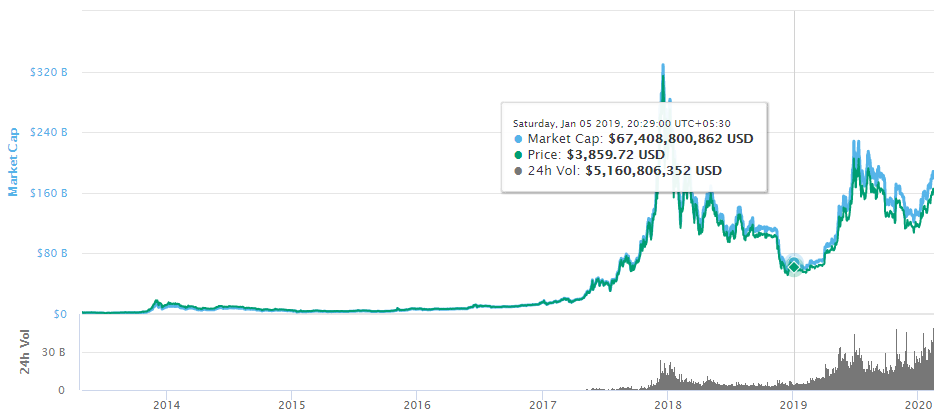 $320 B
$240 B
$160 B
$80 B
$0
Market Cap
Saturday, Jan 05 2019, 20:29:00 UTC+05:30
Market Cap: $67,408,800,862 USD
Price: $3,859.72 USD
24h Vol: $5,160,806,352 USD
24h Vol
30 B
0
2014 2015 2016 2017 2018 2019 2020